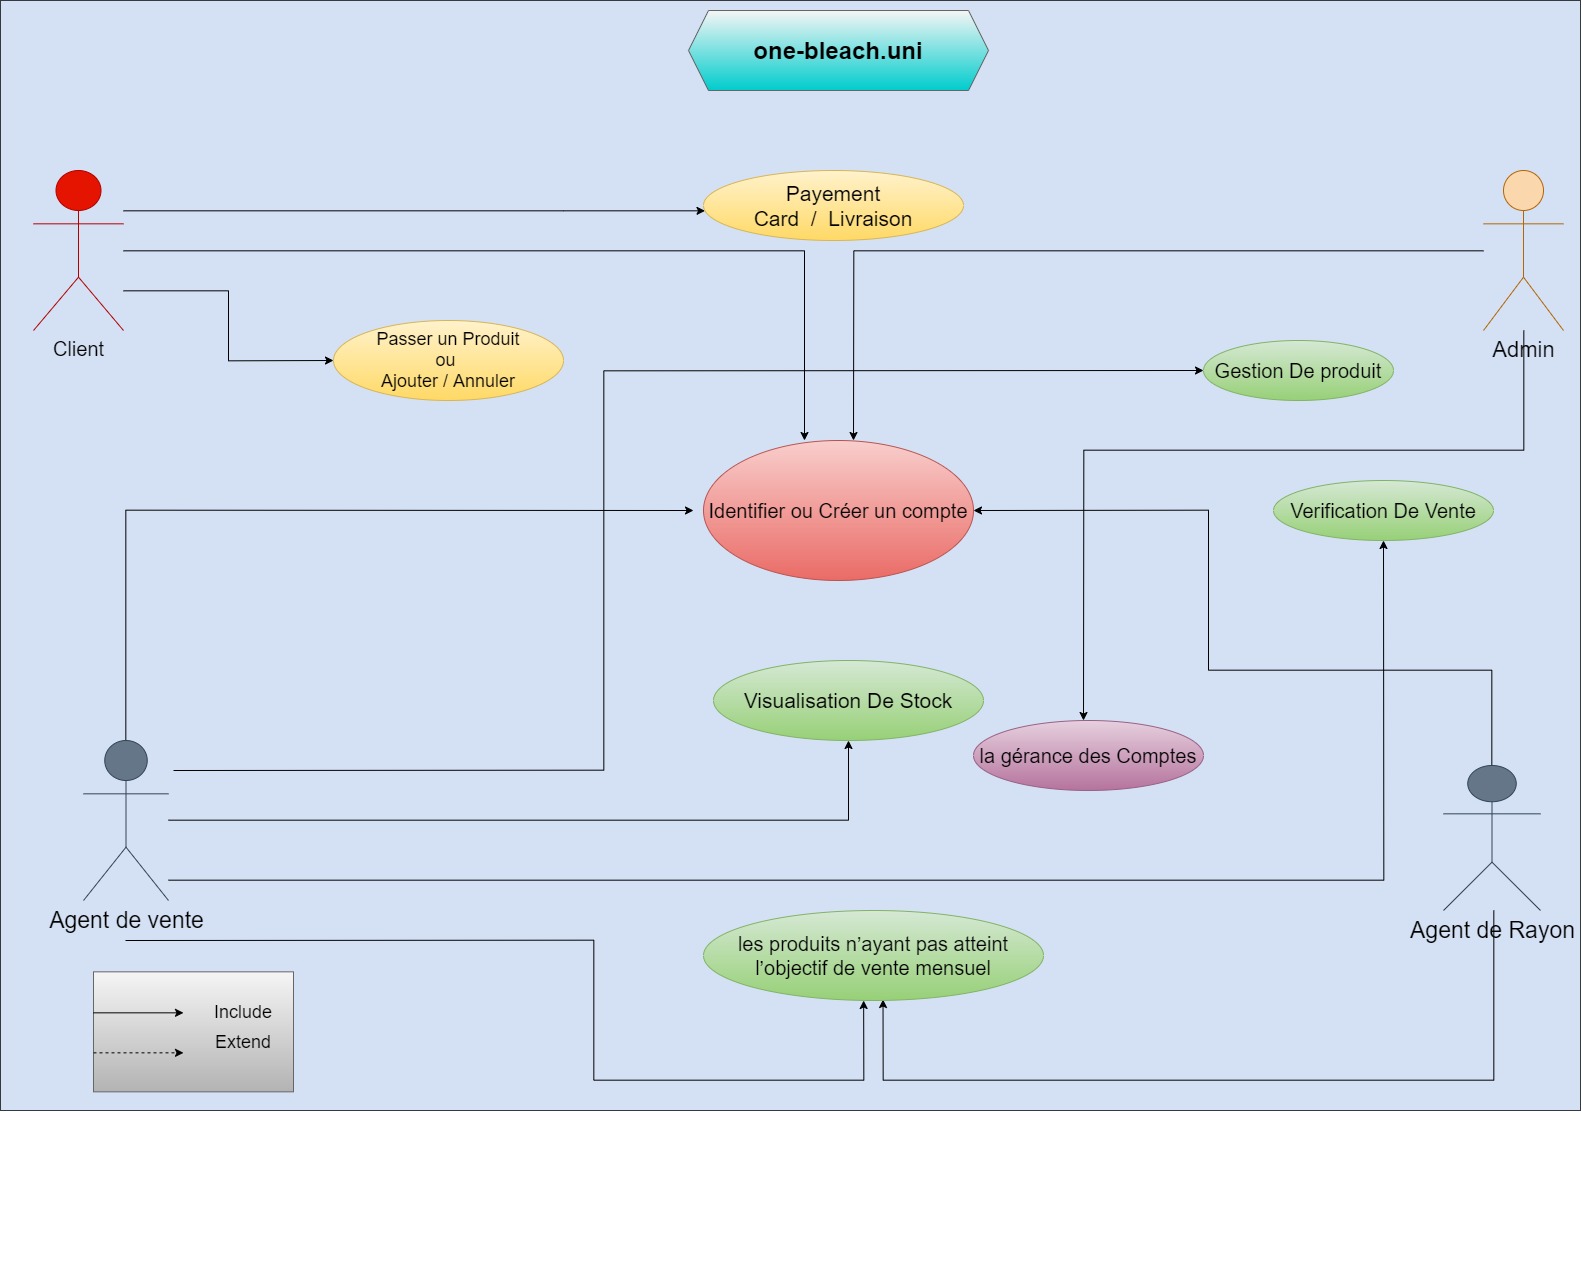 one-bleach.uni
Payement
Card / Livraison
Client
Admin
Passer un Produit
ou
Ajouter / Annuler
Gestion De produit
Identifier ou Créer un compte
Verification De Vente
Visualisation De Stock
la gérance des Comptes
Agent de vente
Agent de Rayon
les produits n’ayant pas atteint
l’objectif de vente mensuel
Include
Extend